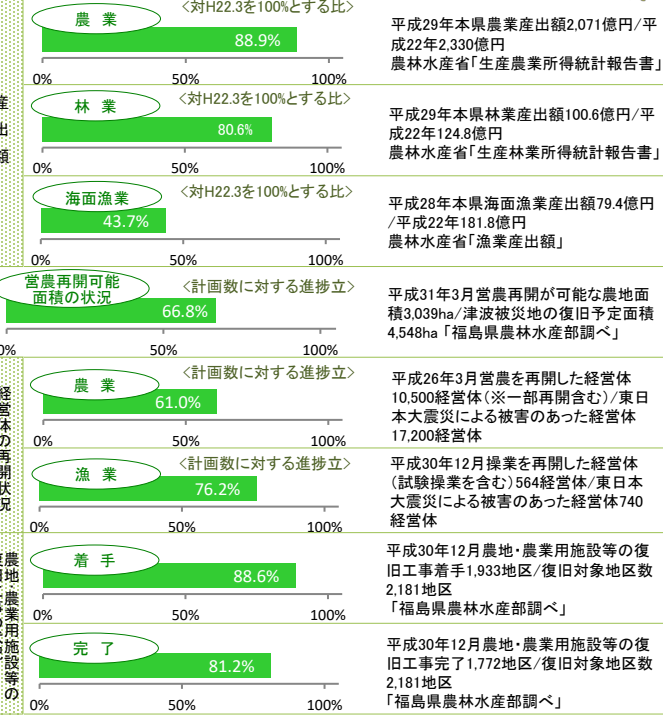 <対H22.3を100%とする比>
農 業
88.9%
0% 50% 100%
平成29年本県農業産出額2,071億円/平
成22年2,330億円
農林水産省「生産農業所得統計報告書」
産出額
<対H22.3を100%とする比>
林 業
80.6%
0% 50% 100%
平成29年本県林業産出額100.6億円/平
成22年124.8億円
農林水産省「生産林業所得統計報告書」
<対H22.3を100%とする比>
海面漁業
43.7%
0% 50% 100%
平成28年本県海面漁業産出額79.4億円
/平成22年181.8億円
農林水産省「漁業産出額」
営農再開可能
面積の状況
<計画数に対する進捗立>
66.8%
0% 50% 100%
平成31年3月営農再開が可能な農地面
積3,039ha/津波被災地の復旧予定面積
4,548ha 「福島県農林水産部調べ」
経営体の再開状況
<計画数に対する進捗立>
農 業
61.0%
0% 50% 100%
平成26年3月営農を再開した経営体
10,500経営体(※一部再開含む)/東日
本大震災による被害のあった経営体
17,200経営体
<計画数に対する進捗立>
漁 業
76.2%
0% 50% 100%
平成30年12月操業を再開した経営体
(試験操業を含む)564経営体/東日本
大震災による被害のあった経営体740
経営体
農地・農業用施設等の
着 手
88.6%
0% 50% 100%
平成30年12月農地・農業用施設等の復
旧工事着手1,933地区/復旧対象地区数
2,181地区
「福島県農林水産部調べ」
完 了
81.2%
0% 50% 100%
平成30年12月農地・農業用施設等の復
旧工事完了1,772地区/復旧対象地区数
2,181地区
「福島県農林水産部調べ」